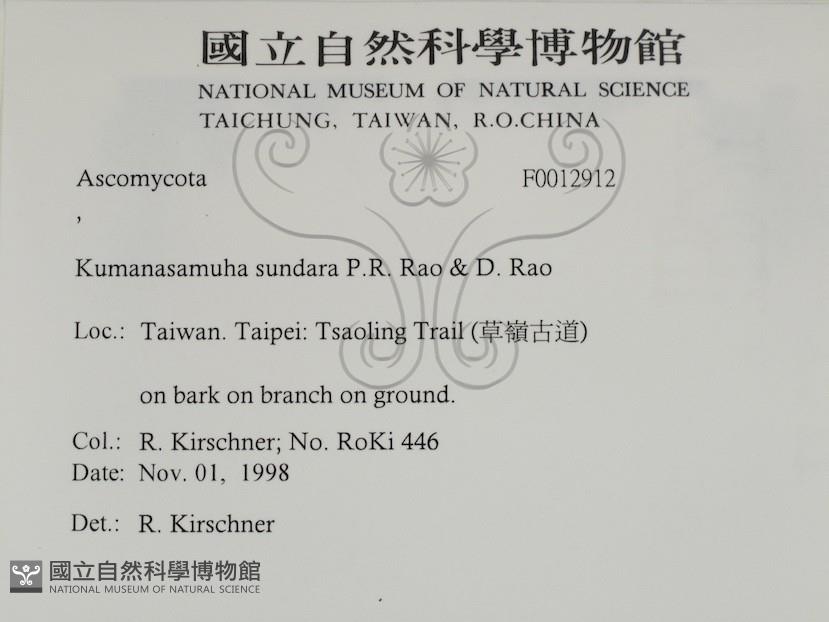 國立自然科學博物館
NATIONAL MUSEUM OF NATURAL SCIENCE
TAICHUNG, TAIWAN, R.O.CHINA
Ascomycota F0012912
,
Kumanasamuha sundara P.R. Rao & D. Rao
Loc.: Taiwan. Taipei: Tsaoling Trail (草嶺古道)
on bark on branch on ground.
Col.: R. Kirschner; No. RoKi 446
Date: Nov. 01, 1998
Det.: R. Kirschner
國立自然科學博物館
NATIONAL MUSEUM OF NATURAL SCIENCE